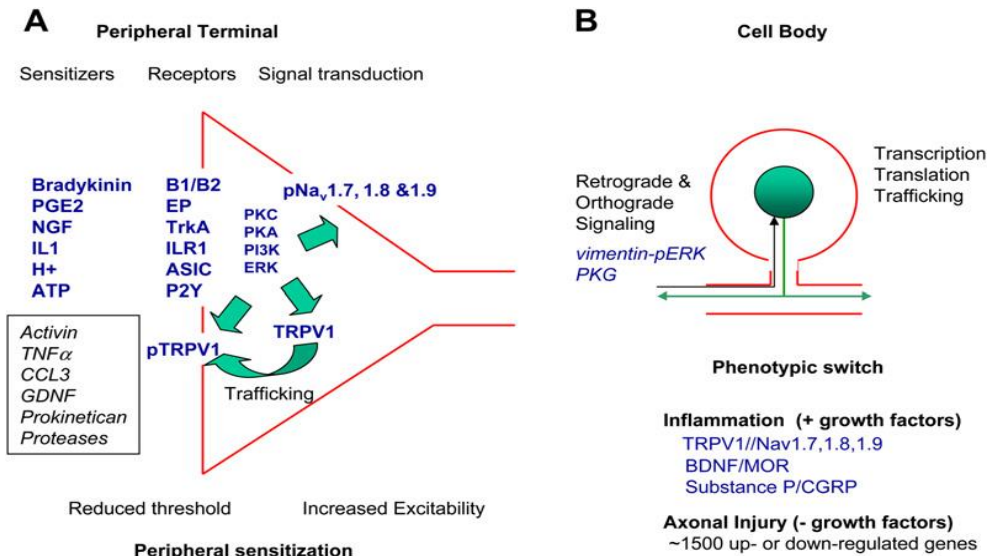 A
Peripheral Terminal
Sensitizers Receptors Signal transduction
Bradykinin
PGE2
NGF
IL1
H+
ATP
B1/B2
EP
TrkA
ILR1
ASIC
P2Y
PKC
PKA
PI3K
ERK
pNav1.7, 1.8 &1.9
Activin
TNFα
CCL3
GDNF
Prokinetican
Proteases
pTRPV1
TRPV1
Trafficking
Reduced threshold Increased Excitability
Peripheral sensitization
B
Cell Body
Retrograde &
Orthograde
Signaling
vimentin-pERK
PKG
Transcription
Translation
Trafficking
Phenotypic switch
Inflammation (+ growth factors)
TRPV1//Nav1.7,1.8,1.9
BDNF/MOR
Substance P/CGRP
Axonal Injury (- growth factors)
~1500 up- or down-regulated genes